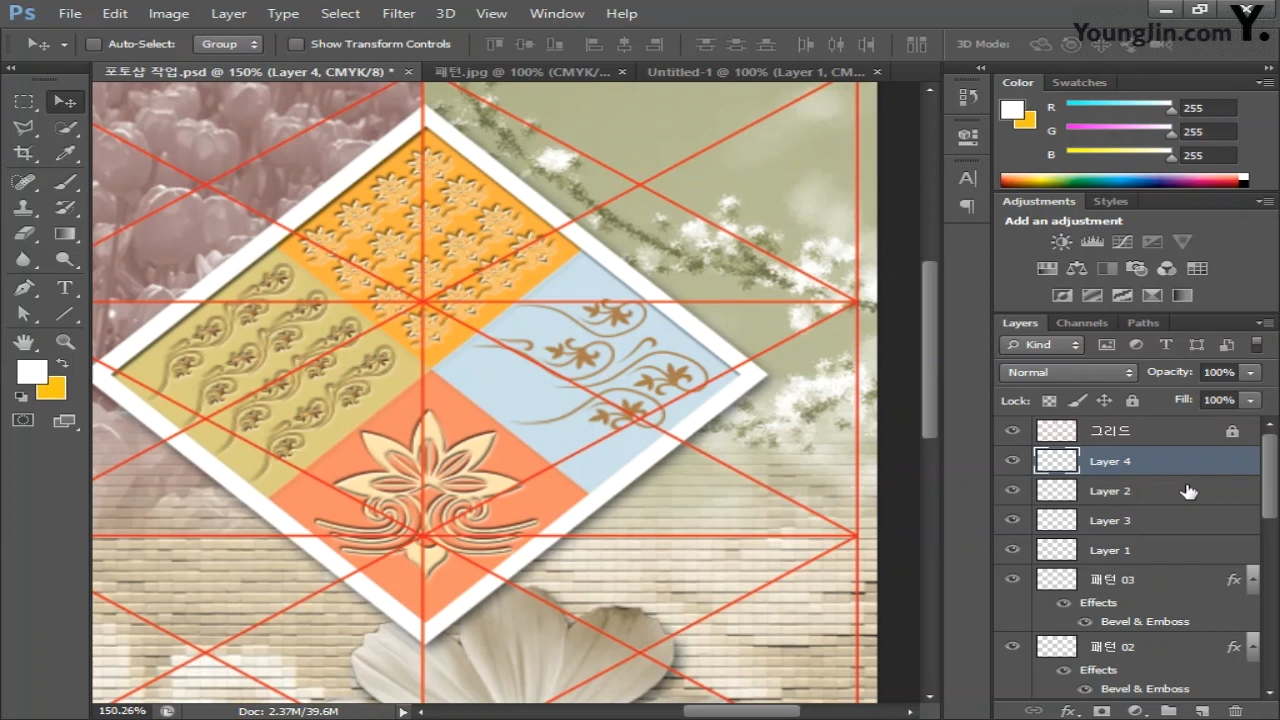 Ps File Edit Image Layer Type Select Filter 3D View Window Help
YoungJin.com Y.
Auto-Select: Group Show Transform Controls 3D Mode:
포토샵 작업.psd @ 150% (Layer 4, CMYK/8) * × 패턴.jpg @ 100% (CMYK/... × Untitled-1 @ 100% (Layer 1, CM... ×
Color Swatches
R 255
G 255
B 255
Adjustments Styles
Add an adjustment
Layers Channels Paths
Kind
Normal Opacity: 100%
Lock: Fill: 100%
그리드
Layer 4
Layer 2
Layer 3
Layer 1
패턴 03 fx
Effects
Bevel & Emboss
패턴 02 fx
Effects
Bevel & Emboss
150.26% Doc: 2.37M/39.6M
fx